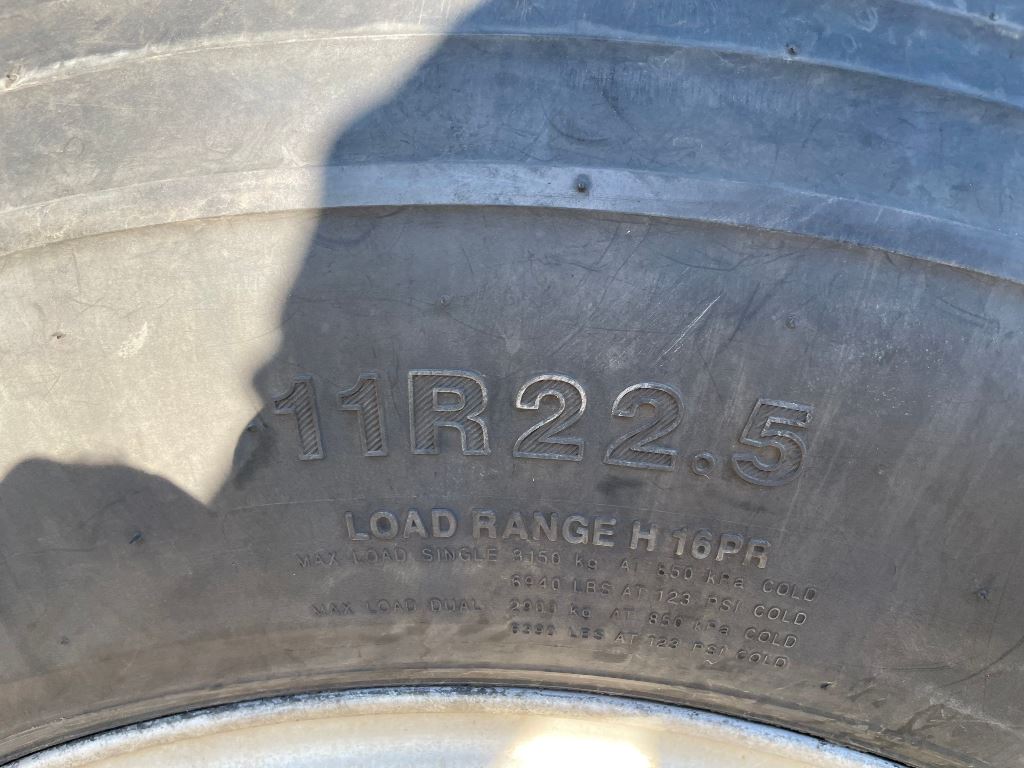 11R22.5
LOAD RANGE H 16PR
MAX LOAD SINGLE 3150 kg AT 850 kPa COLD
6940 LBS AT 123 PSI COLD
MAX LOAD DUAL 2900 kg AT 850 kPa COLD
6390 LBS AT 123 PSI COLD